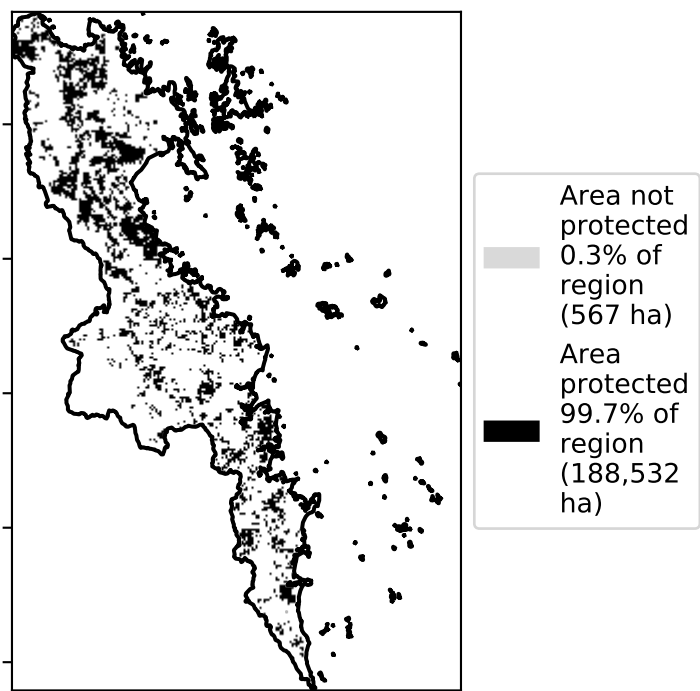 Area not
protected
0.3% of
region
(567 ha)
Area
protected
99.7% of
region
(188,532
ha)